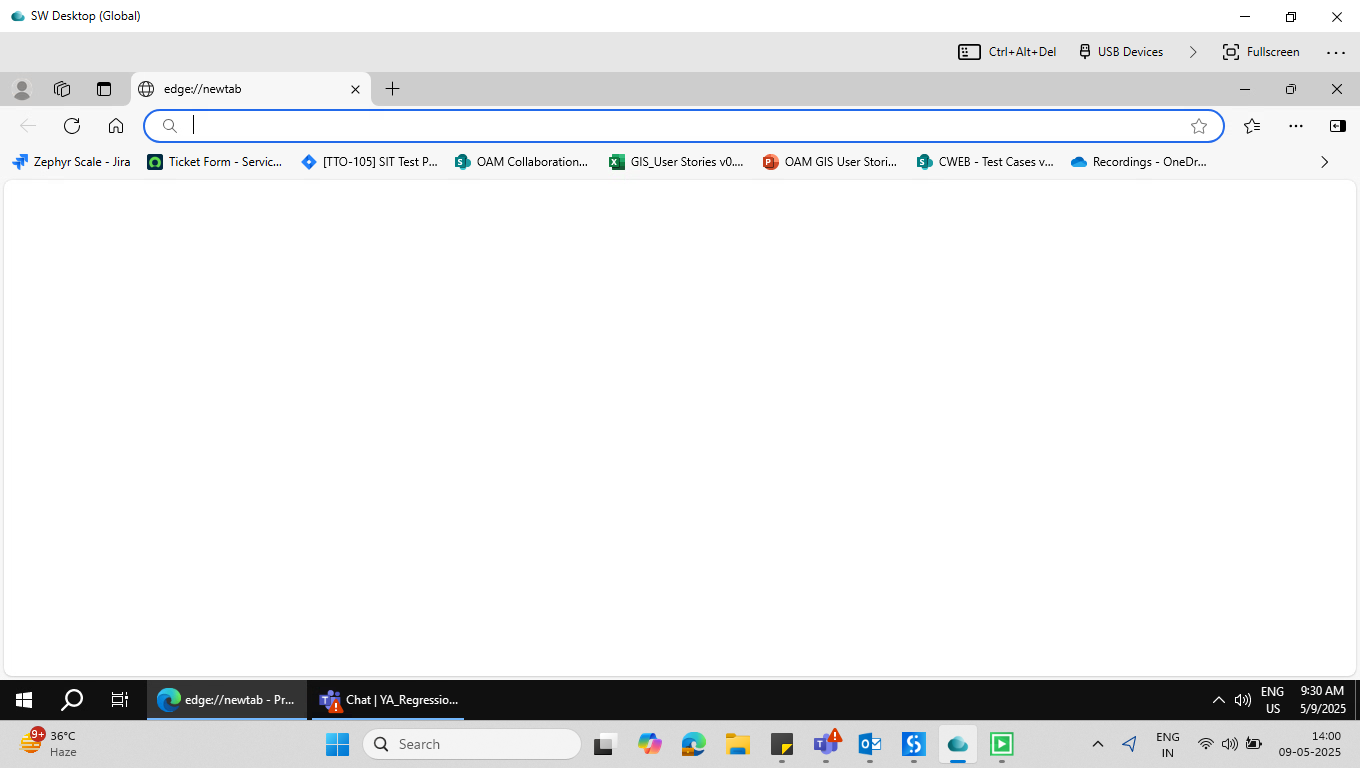 SW Desktop (Global)
Ctrl+Alt+Del
USB Devices
Fullscreen
edge://newtab
Zephyr Scale - Jira
Ticket Form - Servic...
[TTO-105] SIT Test P...
OAM Collaboration...
GIS_User Stories v0....
OAM GIS User Stori...
CWEB - Test Cases v...
Recordings - OneDr...
edge://newtab - Pr...
Chat | YA_Regressio...
ENG
US
9:30 AM
5/9/2025
9+
36°C
Haze
Search
ENG
IN
14:00
09-05-2025